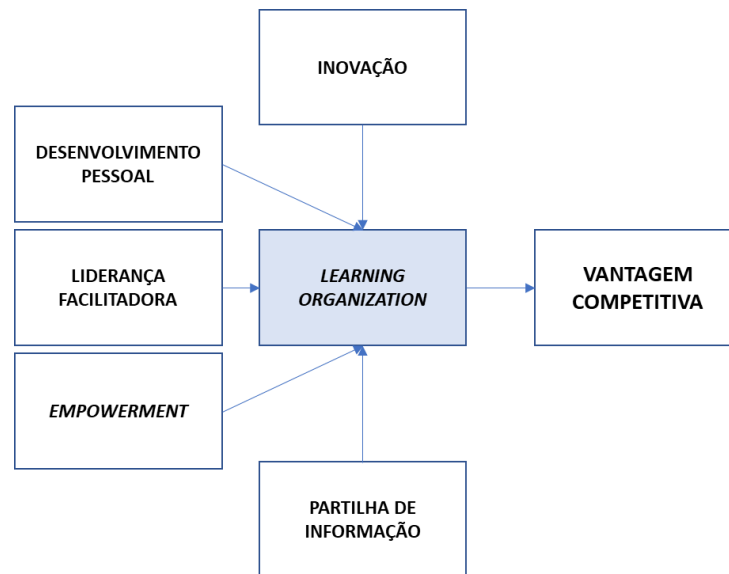 INOVAÇÃO
DESENVOLVIMENTO
PESSOAL
LIDERANÇA
FACILITADORA
LEARNING
ORGANIZATION
VANTAGEM
COMPETITIVA
EMPOWERMENT
PARTILHA DE
INFORMAÇÃO